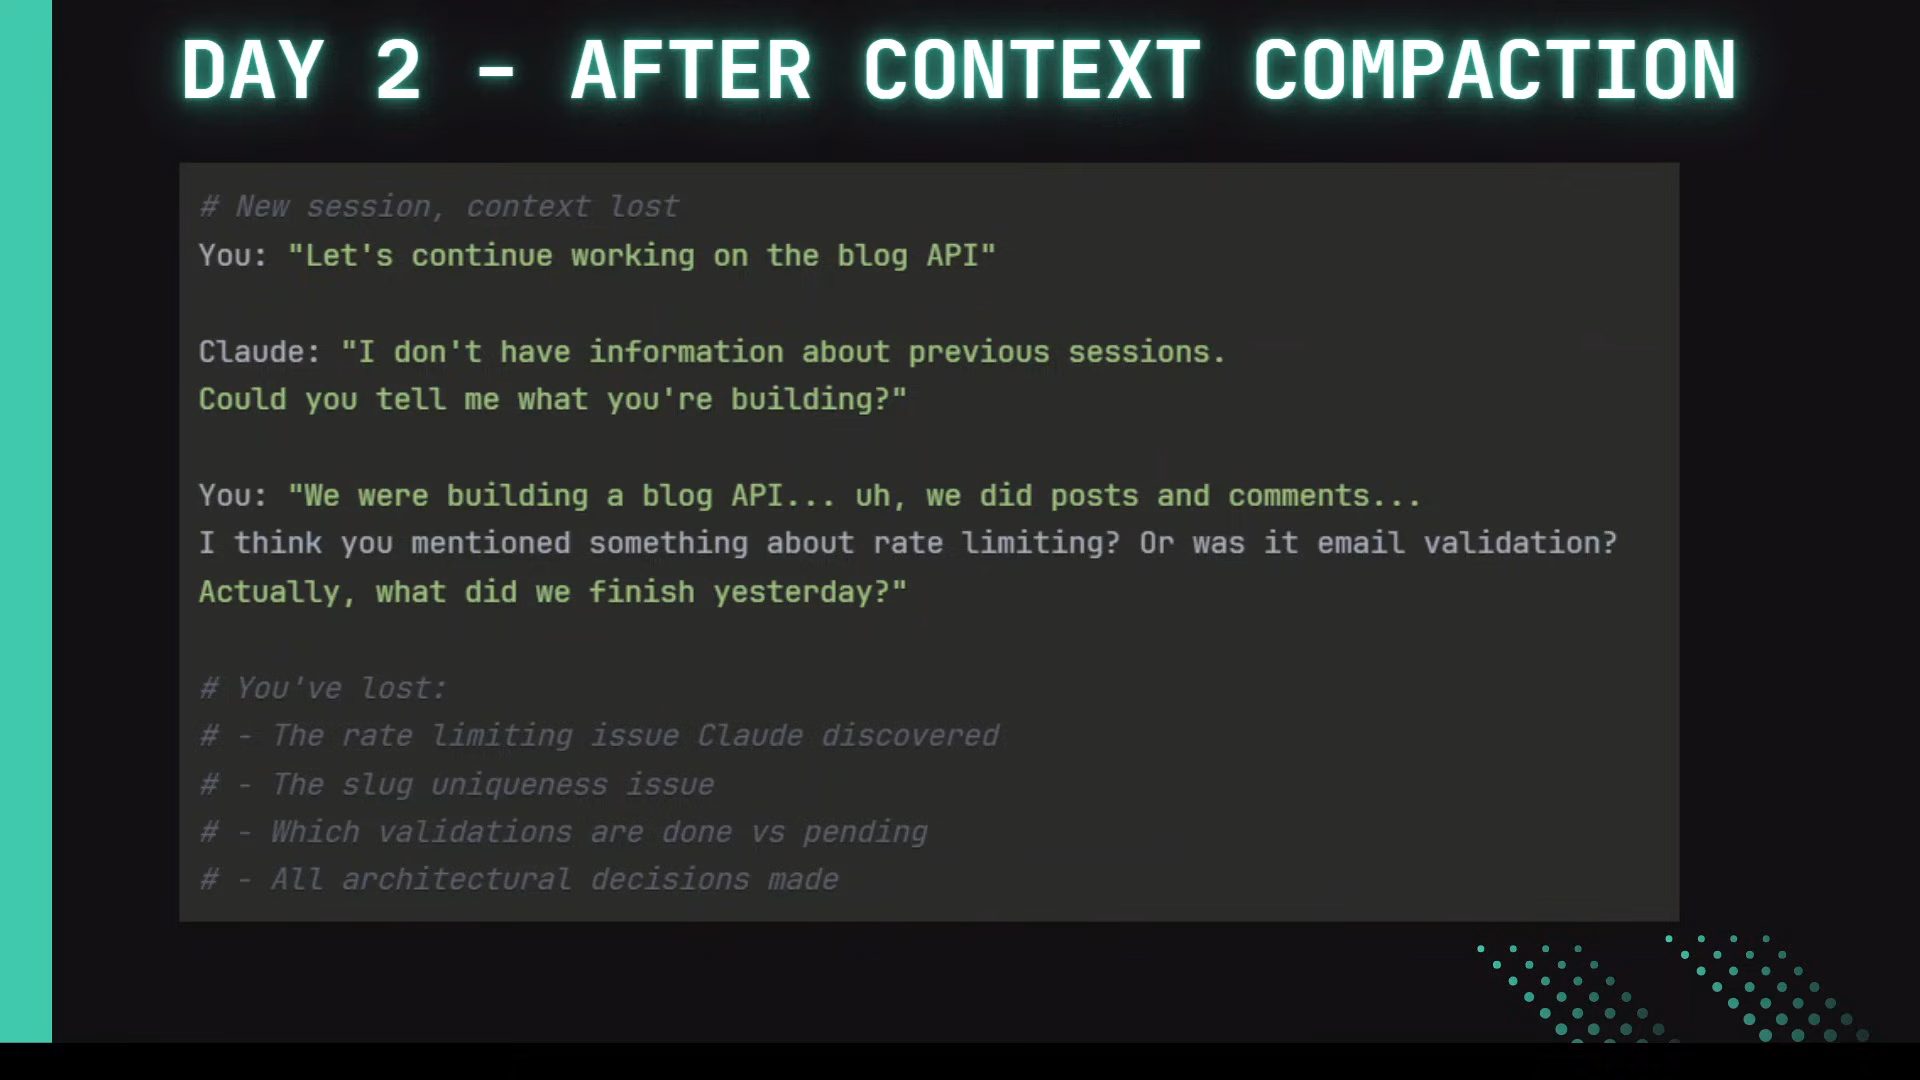 DAY 2 - AFTER CONTEXT COMPACTION
# New session, context lost
You: "Let's continue working on the blog API"
Claude: "I don't have information about previous sessions.
Could you tell me what you're building?"
You: "We were building a blog API... uh, we did posts and comments...
I think you mentioned something about rate limiting? Or was it email validation?
Actually, what did we finish yesterday?"
# You've lost:
# - The rate limiting issue Claude discovered
# - The slug uniqueness issue
# - Which validations are done vs pending
# - All architectural decisions made